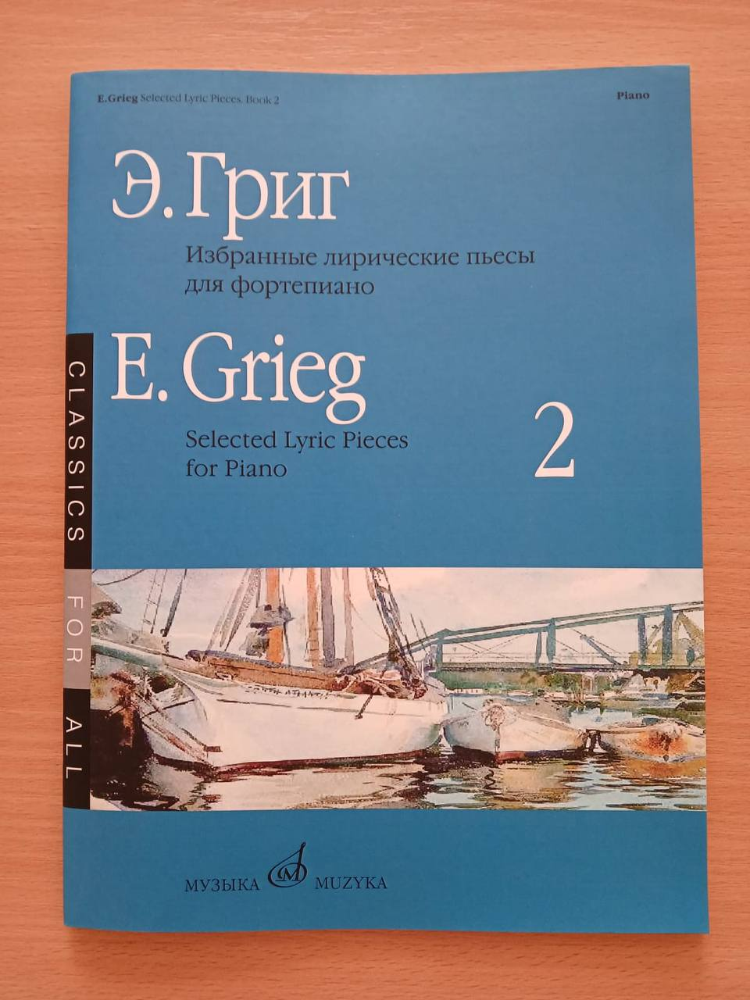 E.Grieg Selected Lyric Pieces. Book 2
Piano
Э. Григ
Избранные лирические пьесы
для фортепиано
E. Grieg
Selected Lyric Pieces
for Piano
2
CLASSICS FOR ALL
МУЗЫКА
MUZYKA